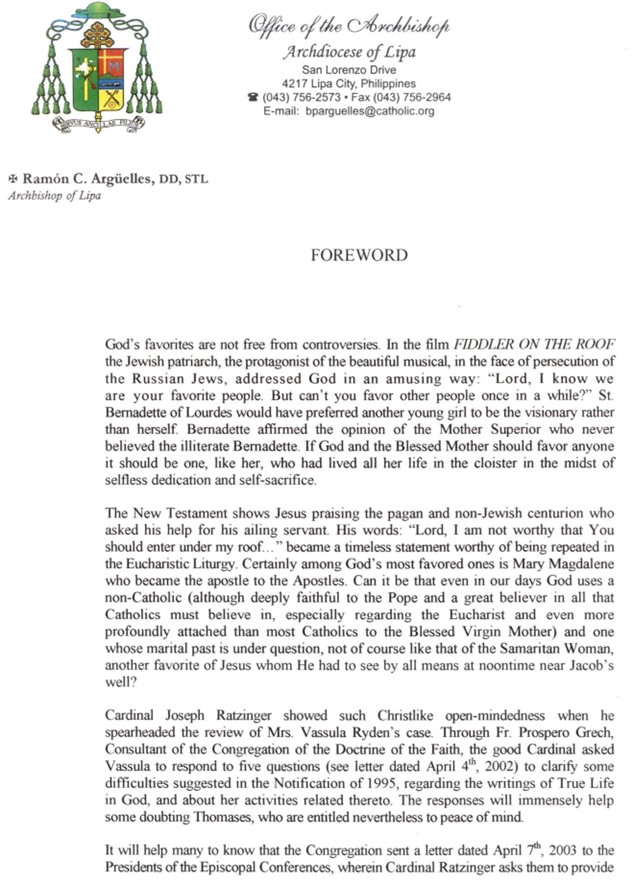 Office of the Archbishop
Archdiocese of Lipa
San Lorenzo Drive
4217 Lipa City, Philippines
☎ (043) 756-2573 • Fax (043) 756-2964
E-mail: bparguelles@catholic.org
✠ Ramón C. Argüelles, DD, STL
Archbishop of Lipa
FOREWORD
God's favorites are not free from controversies. In the film FIDDLER ON THE ROOF
the Jewish patriarch, the protagonist of the beautiful musical, in the face of persecution of
the Russian Jews, addressed God in an amusing way: “Lord, I know we
are your favorite people. But can't you favor other people once in a while?” St.
Bernadette of Lourdes would have preferred another young girl to be the visionary rather
than herself. Bernadette affirmed the opinion of the Mother Superior who never
believed the illiterate Bernadette. If God and the Blessed Mother should favor anyone
it should be one, like her, who had lived all her life in the cloister in the midst of
selfless dedication and self-sacrifice.
The New Testament shows Jesus praising the pagan and non-Jewish centurion who
asked his help for his ailing servant. His words: “Lord, I am not worthy that You
should enter under my roof...” became a timeless statement worthy of being repeated in
the Eucharistic Liturgy. Certainly among God's most favored ones is Mary Magdalene
who became the apostle to the Apostles. Can it be that even in our days God uses a
non-Catholic (although deeply faithful to the Pope and a great believer in all that
Catholics must believe in, especially regarding the Eucharist and even more
profoundly attached than most Catholics to the Blessed Virgin Mother) and one
whose marital past is under question, not of course like that of the Samaritan Woman,
another favorite of Jesus whom He had to see by all means at noontime near Jacob's
well?
Cardinal Joseph Ratzinger showed such Christlike open-mindedness when he
spearheaded the review of Mrs. Vassula Ryden's case. Through Fr. Prospero Grech,
Consultant of the Congregation of the Doctrine of the Faith, the good Cardinal asked
Vassula to respond to five questions (see letter dated April 4th, 2002) to clarify some
difficulties suggested in the Notification of 1995, regarding the writings of True Life
in God, and about her activities related thereto. The responses will immensely help
some doubting Thomases, who are entitled nevertheless to peace of mind.
It will help many to know that the Congregation sent a letter dated April 7th, 2003 to the
Presidents of the Episcopal Conferences, wherein Cardinal Ratzinger asks them to provide